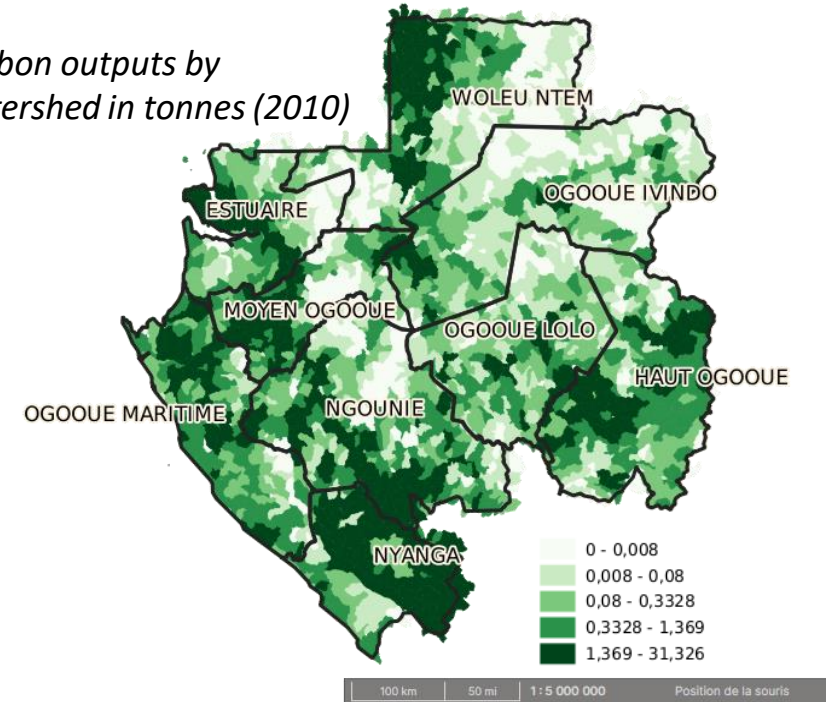 bon outputs by
tershed in tonnes (2010)
WOLEU NTEM
OGOOUE IVINDO
ESTUAIRE
MOYEN OGOOUE
OGOOUE LOLO
HAUT OGOOUE
OGOOUE MARITIME
NGOUNIE
NYANGA
0 - 0,008
0,008 - 0,08
0,08 - 0,3328
0,3328 - 1,369
1,369 - 31,326
100 km 50 mi 1:5 000 000 Position de la souris